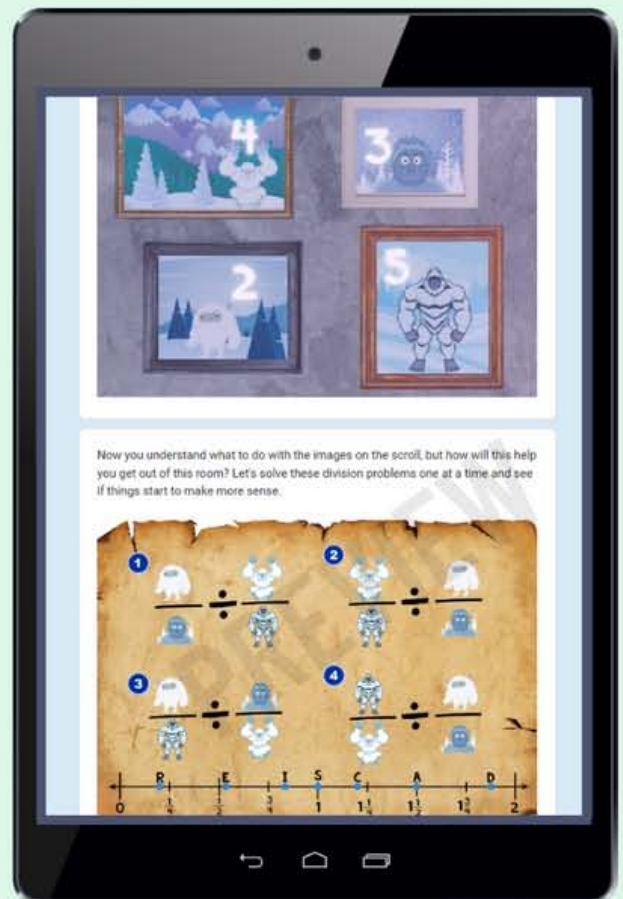 4
3
2
5
Now you understand what to do with the images on the scroll, but how will this help
you get out of this room? Let's solve these division problems one at a time and see
if things start to make more sense.
PREVIEW
1 ÷
2 ÷
3 ÷
4 ÷
R E I S C A D
0 1/4 1/2 3/4 1 1 1/4 1 1/2 1 3/4 2